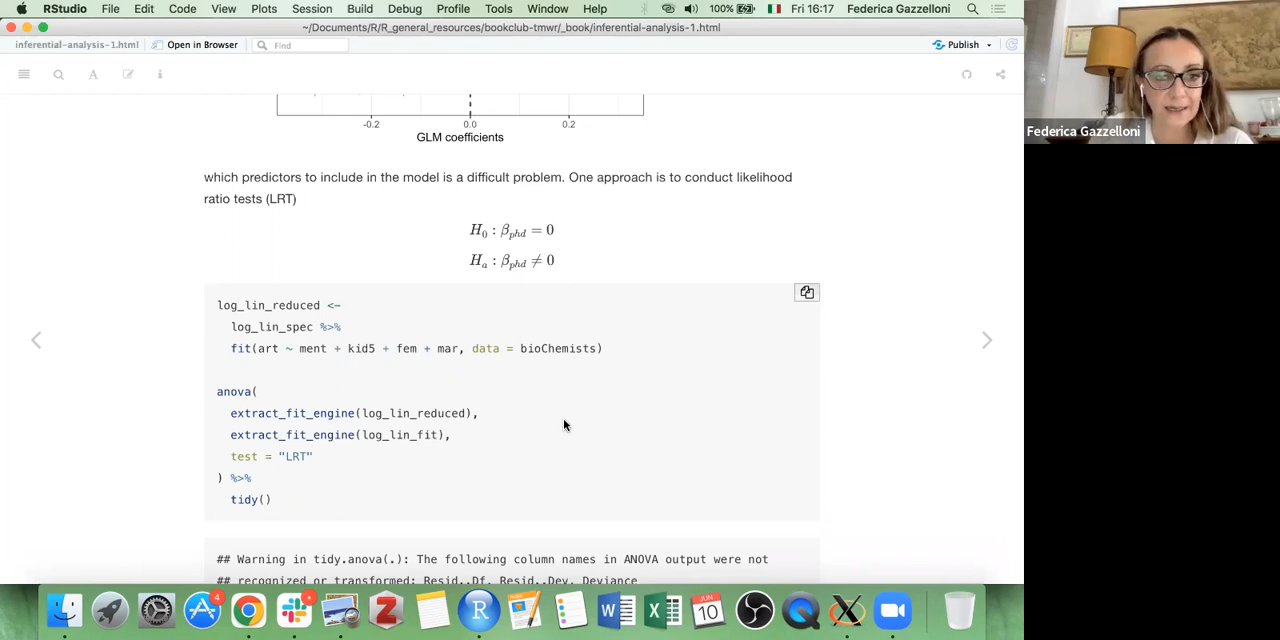 RStudio File Edit Code View Plots Session Build Debug Profile Tools Window Help 100% Fri 16:17 Federica Gazzelloni
~/Documents/R/R_general_resources/bookclub-tmwr/_book/inferential-analysis-1.html
inferential-analysis-1.html Open in Browser Find Publish
-0.2 0.0 0.2
GLM coefficients
which predictors to include in the model is a difficult problem. One approach is to conduct likelihood
ratio tests (LRT)
H₀ : βₚₕd = 0
Hₐ : βₚₕd ≠ 0
log_lin_reduced <-
log_lin_spec %>%
fit(art ~ ment + kid5 + fem + mar, data = bioChemists)
anova(
extract_fit_engine(log_lin_reduced),
extract_fit_engine(log_lin_fit),
test = "LRT"
) %>%
tidy()
## Warning in tidy.anova(.): The following column names in ANOVA output were not
## recognized or transformed: Resid..Df, Resid..Dev, Deviance
Federica Gazzelloni
4
JUN
10